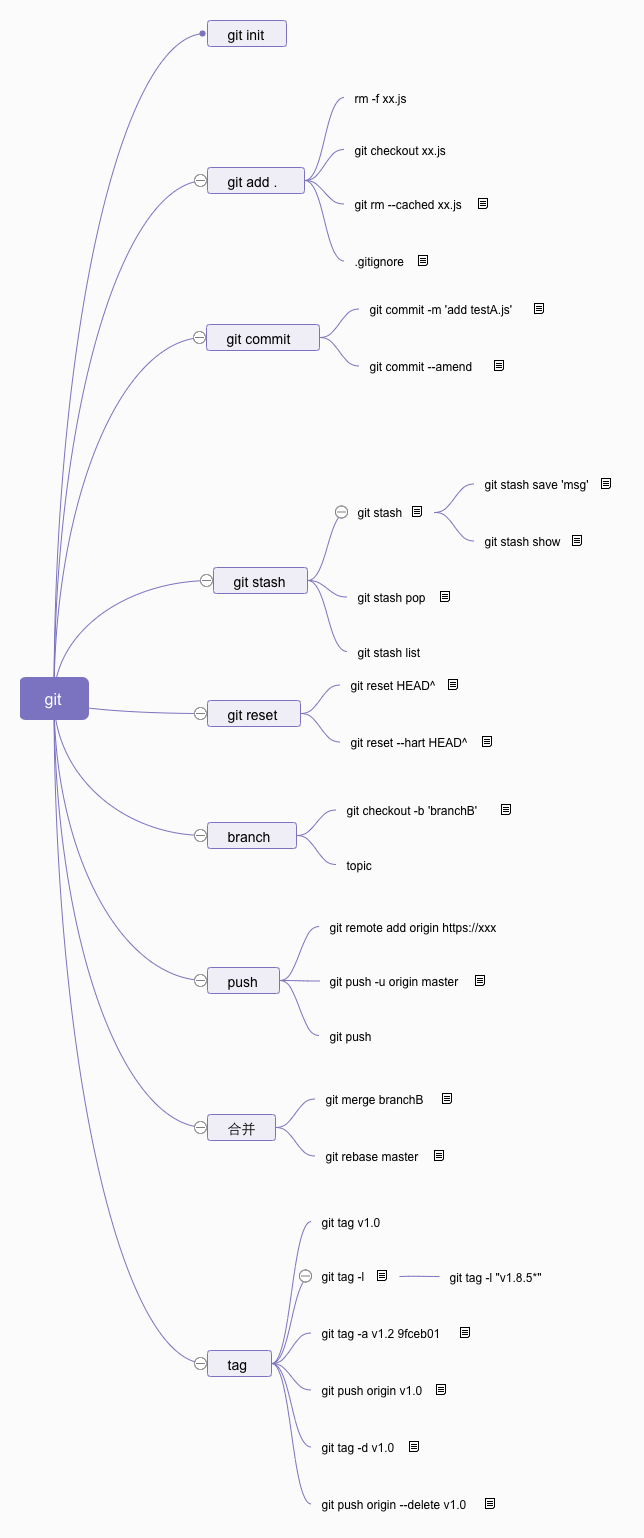 git
git init
git add .
rm -f xx.js
git checkout xx.js
git rm --cached xx.js
.gitignore
git commit
git commit -m 'add testA.js'
git commit --amend
git stash
git stash
git stash save 'msg'
git stash show
git stash pop
git stash list
git reset
git reset HEAD^
git reset --hart HEAD^
branch
git checkout -b 'branchB'
topic
push
git remote add origin https://xxx
git push -u origin master
git push
合并
git merge branchB
git rebase master
tag
git tag v1.0
git tag -l
git tag -l "v1.8.5*"
git tag -a v1.2 9fceb01
git push origin v1.0
git tag -d v1.0
git push origin --delete v1.0